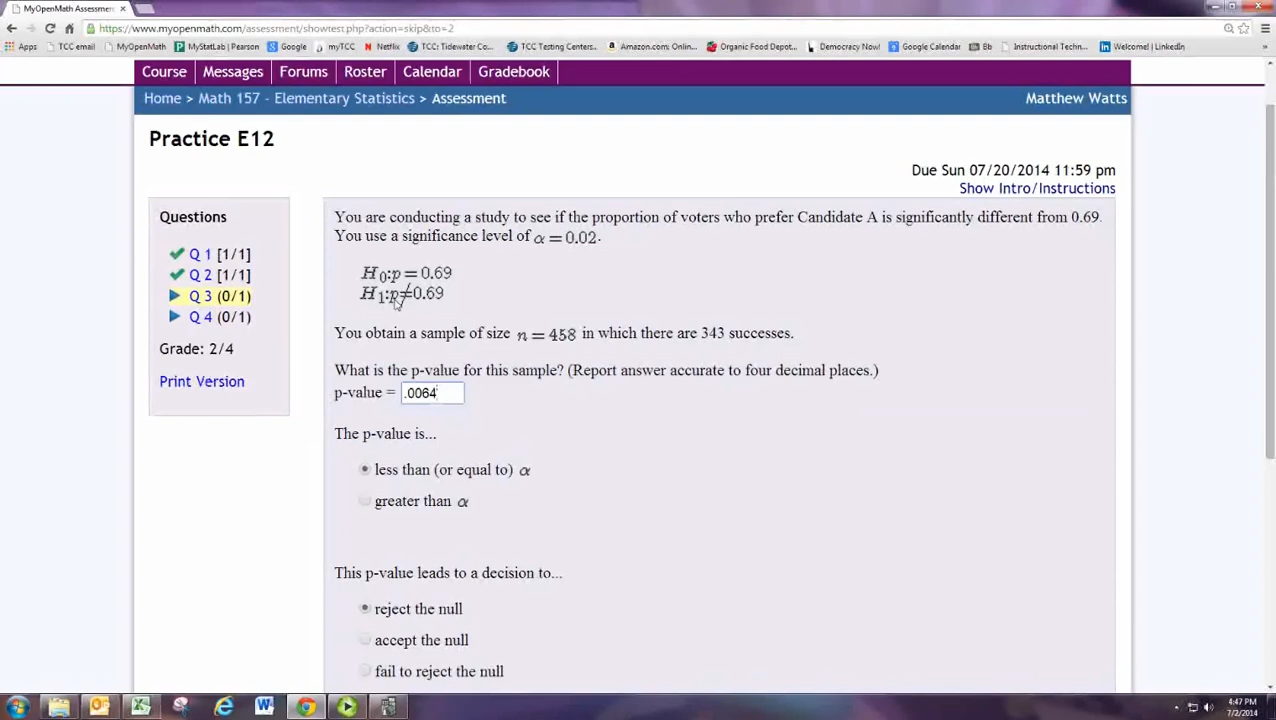 MyOpenMath Assessment
https://www.myopenmath.com/assessment/showtest.php?action=skip&to=2
Apps TCC email MyOpenMath MyStatLab | Pearson Google myTCC Netflix TCC: Tidewater Co... TCC Testing Centers... Amazon.com: Onlin... Organic Food Depot... Democracy Now! Google Calendar Bb Instructional Techn... Welcome! | LinkedIn
Course Messages Forums Roster Calendar Gradebook
Home > Math 157 - Elementary Statistics > Assessment Matthew Watts
Practice E12
Due Sun 07/20/2014 11:59 pm
Show Intro/Instructions
Questions
Q 1 [1/1]
Q 2 [1/1]
Q 3 (0/1)
Q 4 (0/1)
Grade: 2/4
Print Version
You are conducting a study to see if the proportion of voters who prefer Candidate A is significantly different from 0.69.
You use a significance level of α = 0.02.
H₀:p = 0.69
H₁:p≠0.69
You obtain a sample of size n = 458 in which there are 343 successes.
What is the p-value for this sample? (Report answer accurate to four decimal places.)
p-value = .0064
The p-value is...
less than (or equal to) α
greater than α
This p-value leads to a decision to...
reject the null
accept the null
fail to reject the null
4:47 PM
7/2/2014